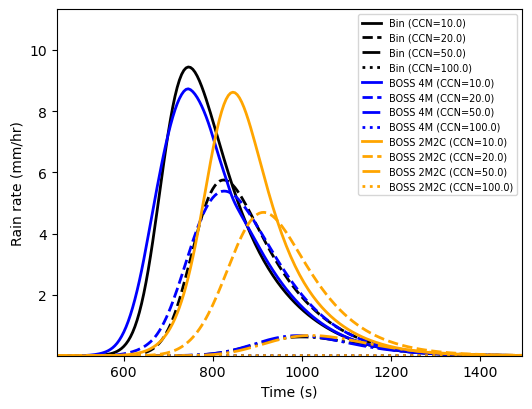 Bin (CCN=10.0)
Bin (CCN=20.0)
Bin (CCN=50.0)
Bin (CCN=100.0)
BOSS 4M (CCN=10.0)
BOSS 4M (CCN=20.0)
BOSS 4M (CCN=50.0)
BOSS 4M (CCN=100.0)
BOSS 2M2C (CCN=10.0)
BOSS 2M2C (CCN=20.0)
BOSS 2M2C (CCN=50.0)
BOSS 2M2C (CCN=100.0)
10
8
6
4
2
Rain rate (mm/hr)
600 800 1000 1200 1400
Time (s)